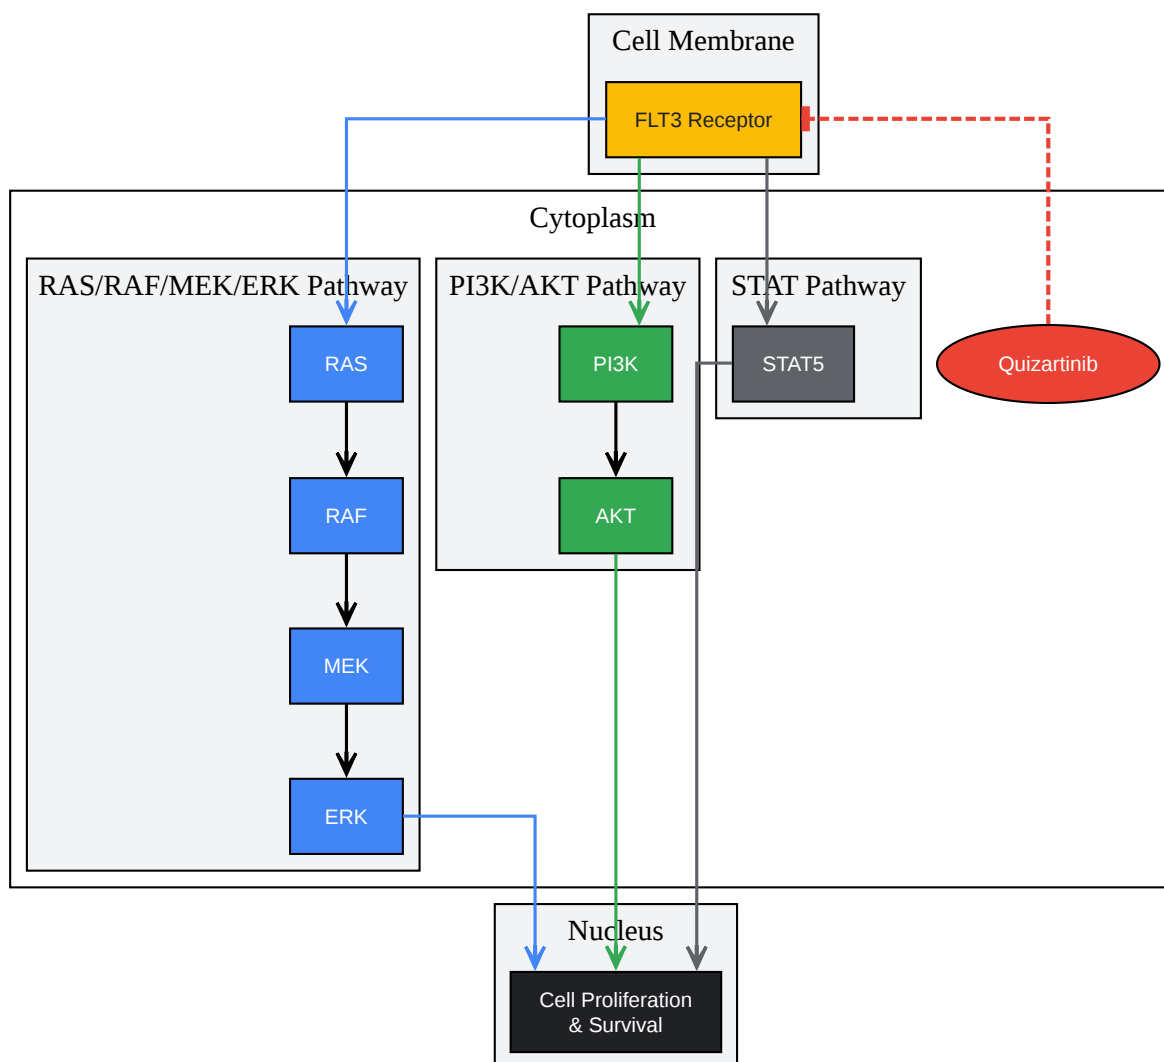 Cell Membrane
FLT3 Receptor
Cytoplasm
RAS/RAF/MEK/ERK Pathway
PI3K/AKT Pathway
STAT Pathway
RAS
PI3K
STAT5
Quizartinib
RAF
AKT
MEK
ERK
Nucleus
Cell Proliferation
& Survival